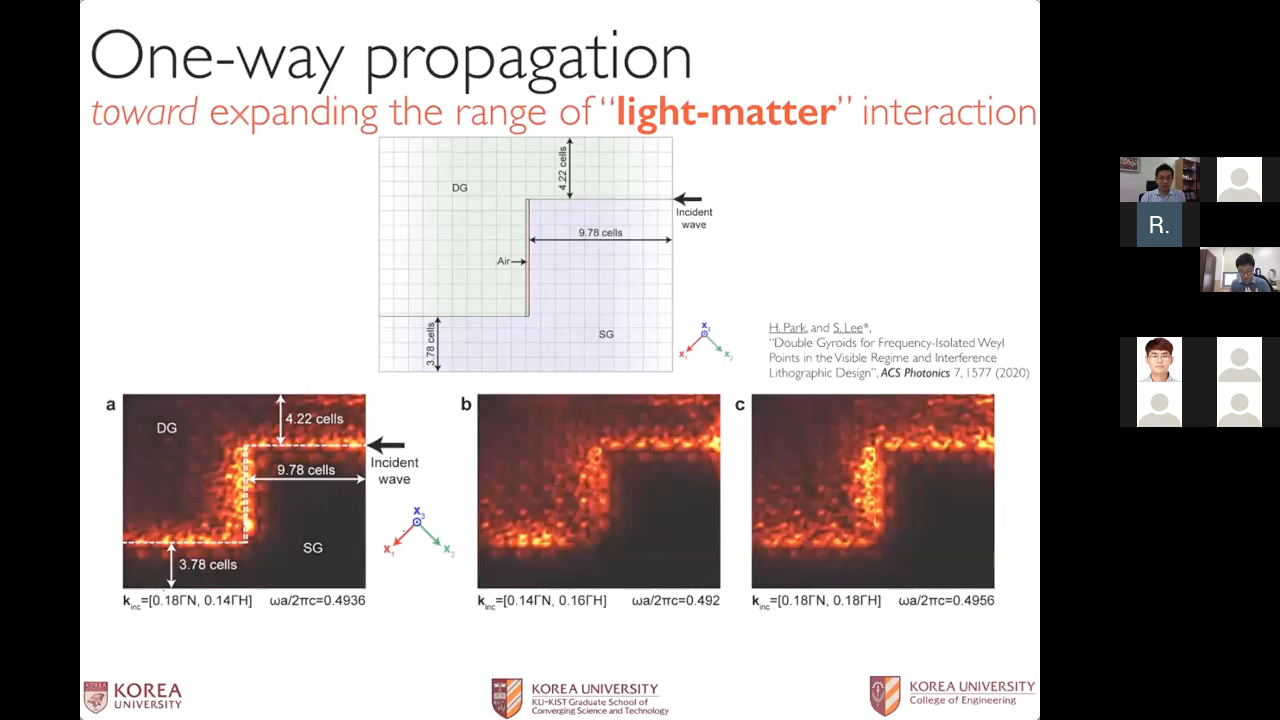 One-way propagation
toward expanding the range of “light-matter” interaction
4.22 cells
DG
Incident
wave
9.78 cells
Air
SG
3.78 cells
x3
x1
x2
H. Park, and S. Lee*,
“Double Gyroids for Frequency-Isolated Weyl
Points in the Visible Regime and Interference
Lithographic Design”, ACS Photonics 7, 1577 (2020)
R.
a
DG
4.22 cells
9.78 cells
Incident
wave
SG
3.78 cells
x3
x1
x2
kinc=[0.18ΓN, 0.14ΓH] ωa/2πc=0.4936
b
kinc=[0.14ΓN, 0.16ΓH] ωa/2πc=0.492
c
kinc=[0.18ΓN, 0.18ΓH] ωa/2πc=0.4956
KOREA
UNIVERSITY
KOREA UNIVERSITY
KU-KIST Graduate School of
Converging Science and Technology
KOREA UNIVERSITY
College of Engineering